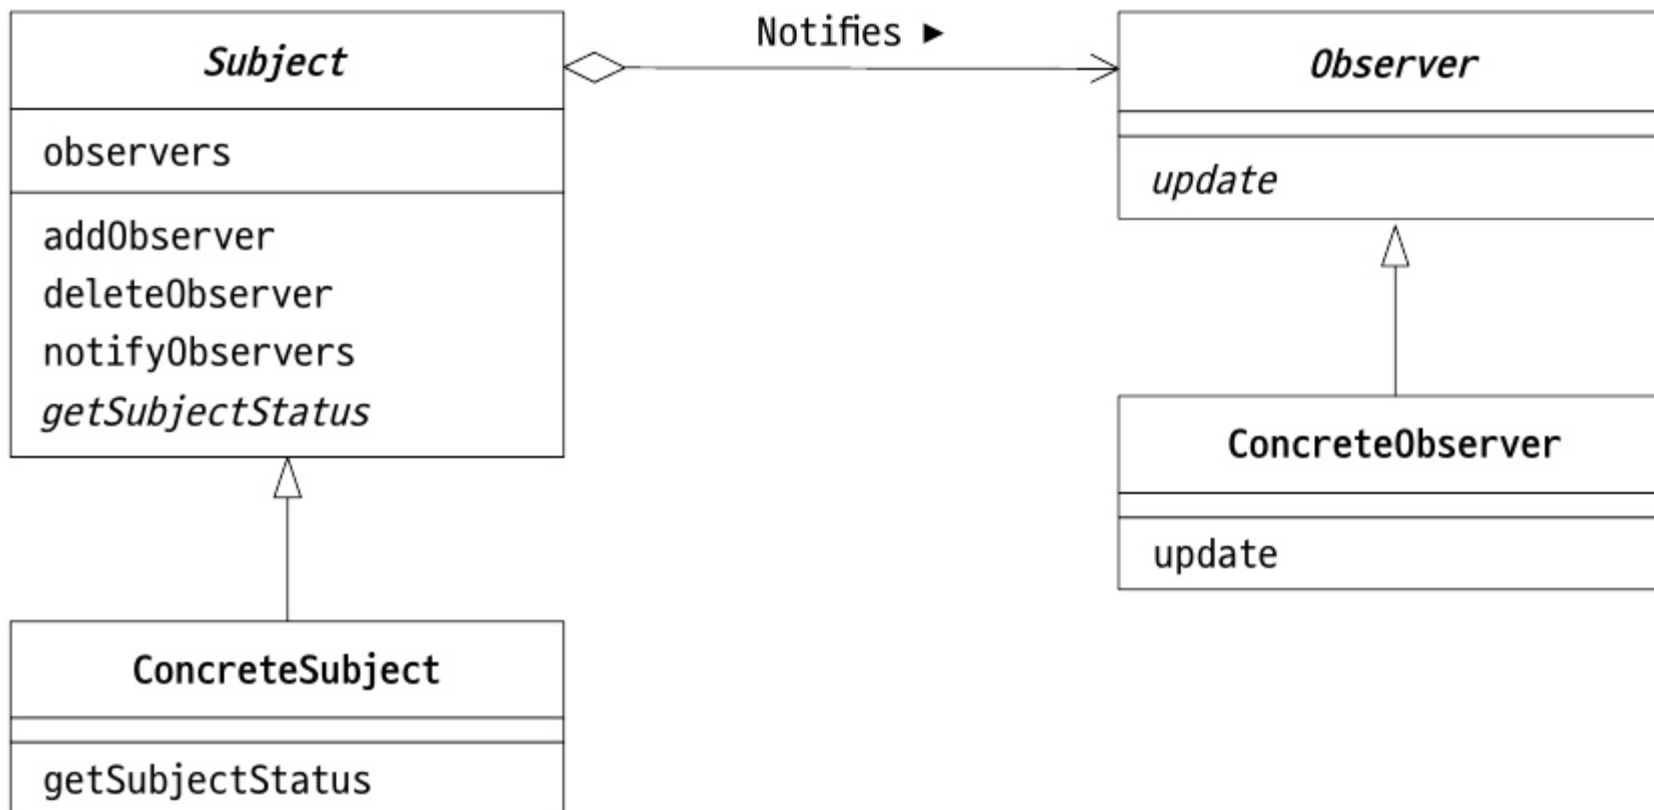 Subject
observers
addObserver
deleteObserver
notifyObservers
getSubjectStatus
Notifies ►
Observer
update
ConcreteObserver
update
ConcreteSubject
getSubjectStatus